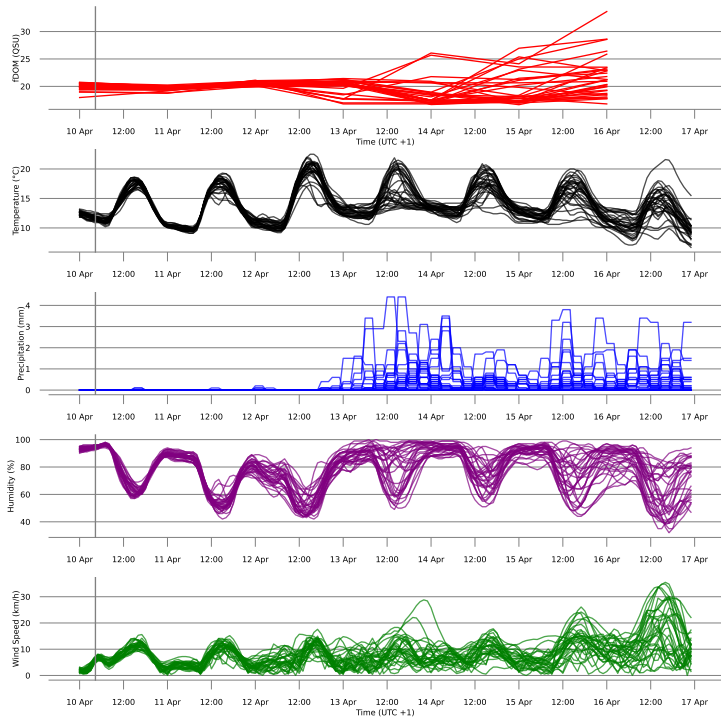 fDOM (QSU)
30
20
10 Apr 12:00 11 Apr 12:00 12 Apr 12:00 13 Apr 12:00 14 Apr 12:00 15 Apr 12:00 16 Apr 12:00 17 Apr
Time (UTC +1)
Temperature (°C)
20
15
10
10 Apr 12:00 11 Apr 12:00 12 Apr 12:00 13 Apr 12:00 14 Apr 12:00 15 Apr 12:00 16 Apr 12:00 17 Apr
Precipitation (mm)
4
3
2
1
0
10 Apr 12:00 11 Apr 12:00 12 Apr 12:00 13 Apr 12:00 14 Apr 12:00 15 Apr 12:00 16 Apr 12:00 17 Apr
Humidity (%)
100
80
60
40
10 Apr 12:00 11 Apr 12:00 12 Apr 12:00 13 Apr 12:00 14 Apr 12:00 15 Apr 12:00 16 Apr 12:00 17 Apr
Wind Speed (km/h)
30
20
10
0
10 Apr 12:00 11 Apr 12:00 12 Apr 12:00 13 Apr 12:00 14 Apr 12:00 15 Apr 12:00 16 Apr 12:00 17 Apr
Time (UTC +1)